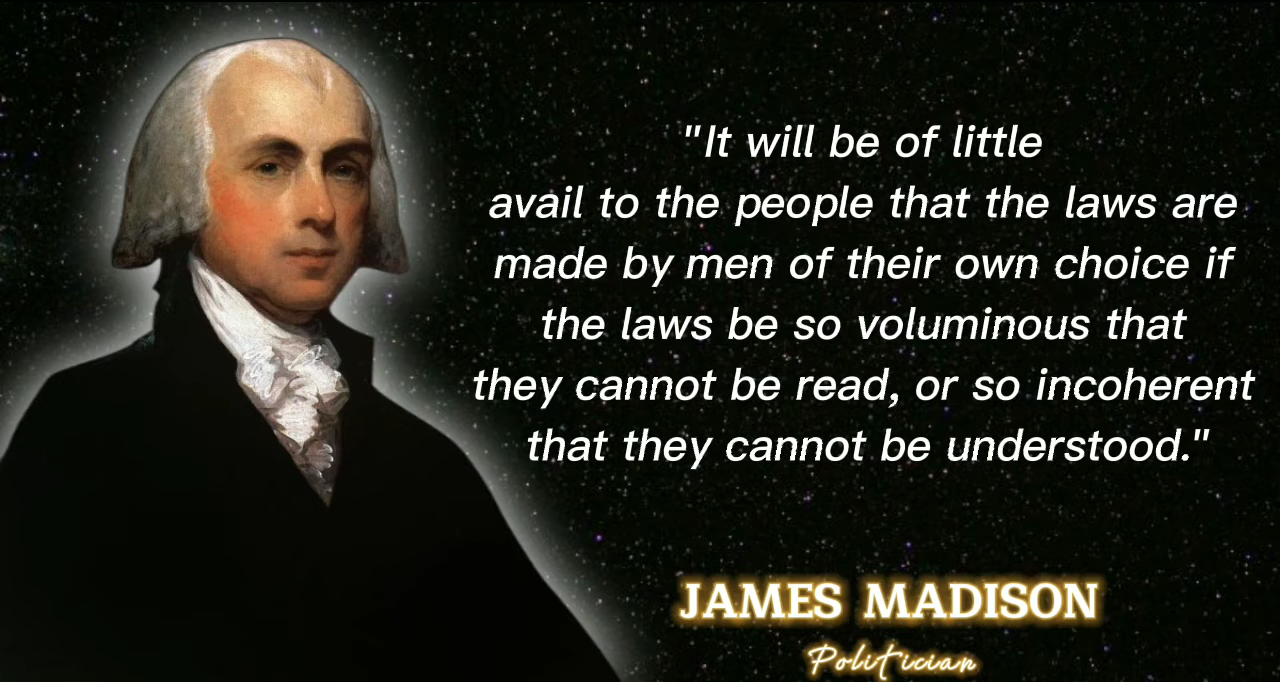 "It will be of little
avail to the people that the laws are
made by men of their own choice if
the laws be so voluminous that
they cannot be read, or so incoherent
that they cannot be understood."
JAMES MADISON
Politician